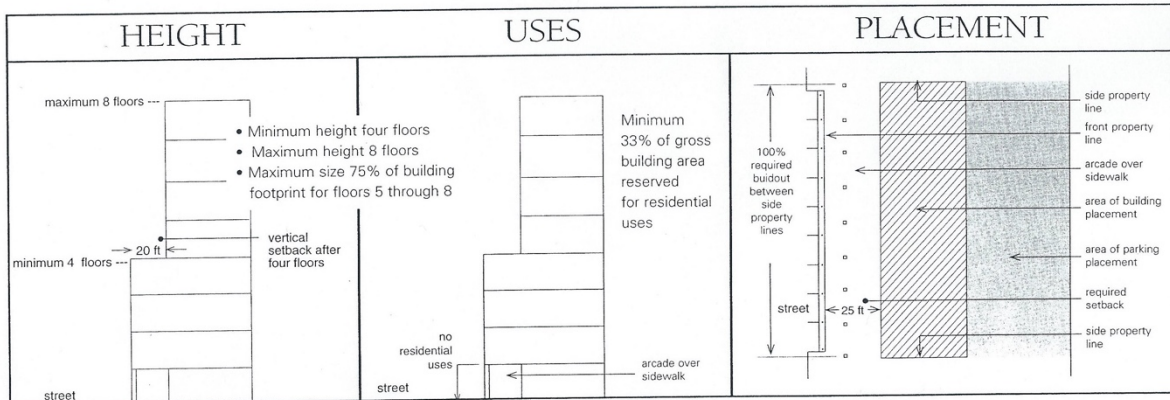 HEIGHT
maximum 8 floors
• Minimum height four floors
• Maximum height 8 floors
• Maximum size 75% of building
footprint for floors 5 through 8
20 ft
vertical
setback after
four floors
minimum 4 floors
street
USES
Minimum
33% of gross
building area
reserved
for residential
uses
no
residential
uses
arcade over
sidewalk
street
PLACEMENT
100%
required
buidout
between
side
property
lines
street
25 ft
side property
line
front property
line
arcade over
sidewalk
area of building
placement
area of parking
placement
required
setback
side property
line